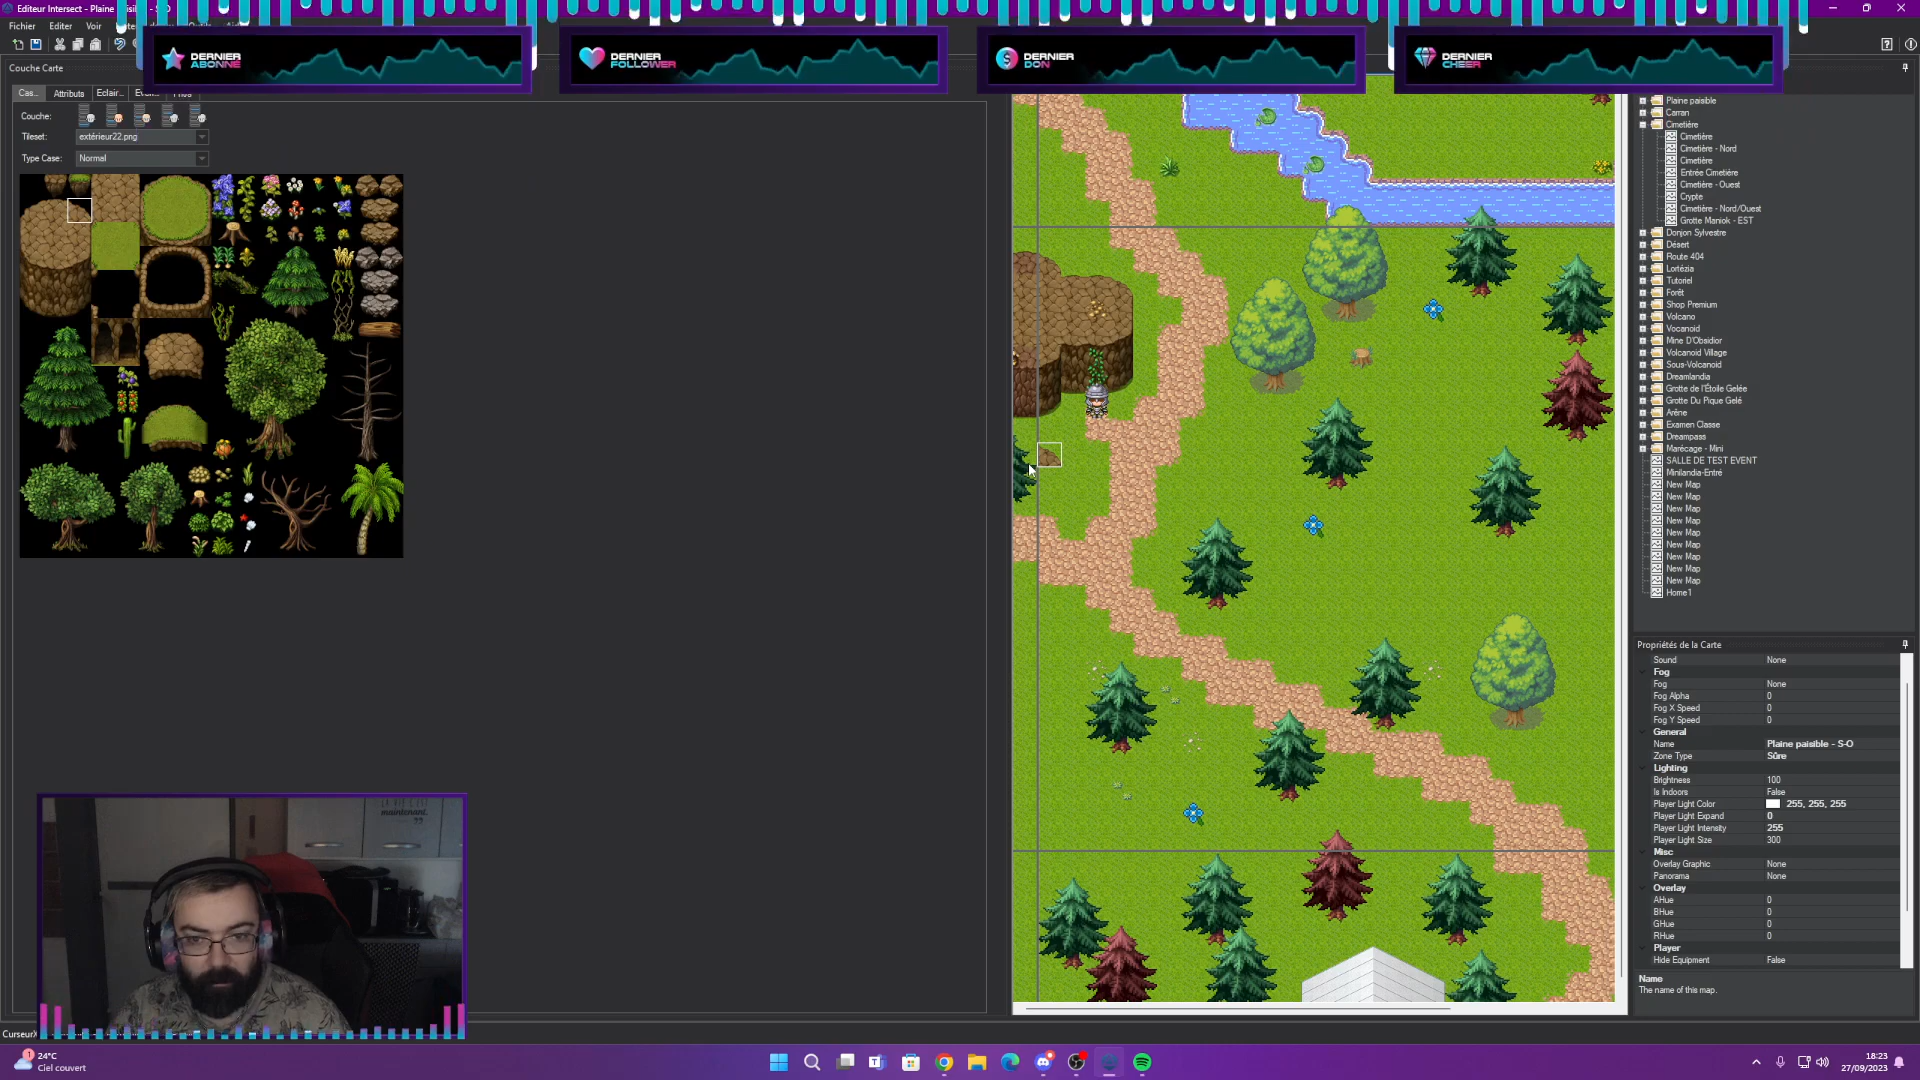 Editeur Intersect - Plaine
Fichier Editer Voir
DERNIER ABONNÉ
DERNIER FOLLOWER
DERNIER DON
DERNIER CHEER
Couche Carte
Cas... Attributs Eclair...
Couche:
Tileset: extérieur22.png
Type Case: Normal
Plaine paisible
Carran
Cimetière
Cimetière
Cimetière - Nord
Cimetière
Entrée Cimetière
Cimetière - Ouest
Crypte
Cimetière - Nord/Ouest
Grotte Maniok - EST
Donjon Sylvestre
Désert
Route 404
Lortézia
Tutoriel
Forêt
Shop Premium
Volcano
Vocanoid
Mine D'Obsidior
Volcanoid Village
Sous-Volcanoid
Dreamlandia
Grotte de l'Étoile Gelée
Grotte Du Pique Gelé
Arène
Examen Classe
Dreampass
Marécage - Mini
SALLE DE TEST EVENT
Minilandia-Entré
New Map
New Map
New Map
New Map
New Map
New Map
New Map
New Map
New Map
Home1
Propriétés de la Carte
Sound None
Fog
Fog None
Fog Alpha 0
Fog X Speed 0
Fog Y Speed 0
General
Name Plaine paisible - S-O
Zone Type Sûre
Lighting
Brightness 100
Is Indoors False
Player Light Color 255, 255, 255
Player Light Expand 0
Player Light Intensity 255
Player Light Size 300
Misc
Overlay Graphic None
Panorama None
Overlay
AHue 0
BHue 0
GHue 0
RHue 0
Player
Hide Equipment False
Name
The name of this map.
maintenant.
CurseurX
24°C
Ciel couvert
18:23
27/09/2023